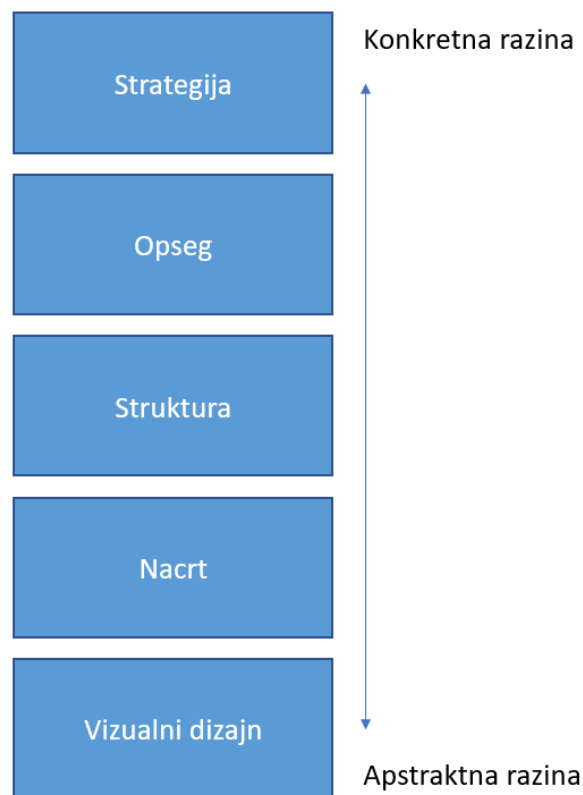 Konkretna razina
Strategija
Opseg
Struktura
Nacrt
Vizualni dizajn
Apstraktna razina